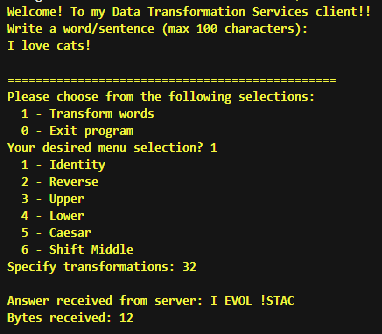 Welcome! To my Data Transformation Services client!!
Write a word/sentence (max 100 characters):
I love cats!
===============================================
Please choose from the following selections:
1 - Transform words
0 - Exit program
Your desired menu selection? 1
1 - Identity
2 - Reverse
3 - Upper
4 - Lower
5 - Caesar
6 - Shift Middle
Specify transformations: 32
Answer received from server: I EVOL !STAC
Bytes received: 12